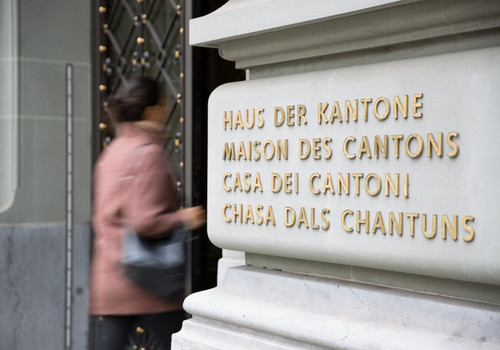 HAUS DER KANTONE
MAISON DES CANTONS
CASA DEI CANTONI
CHASA DALS CHANTUNS